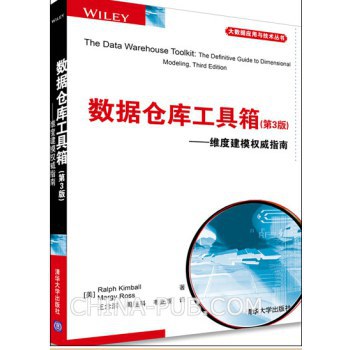 WILEY
大数据应用与技术丛书
The Data Warehouse Toolkit: The Definitive Guide to Dimensional
Modeling, Third Edition
数据仓库工具箱(第3版)
——维度建模权威指南
[美] Ralph Kimball
Margy Ross 著
译
清华大学出版社
CHINA-PUB.COM
数据仓库工具箱(第3版)
——维度建模权威指南
清华大学出版社